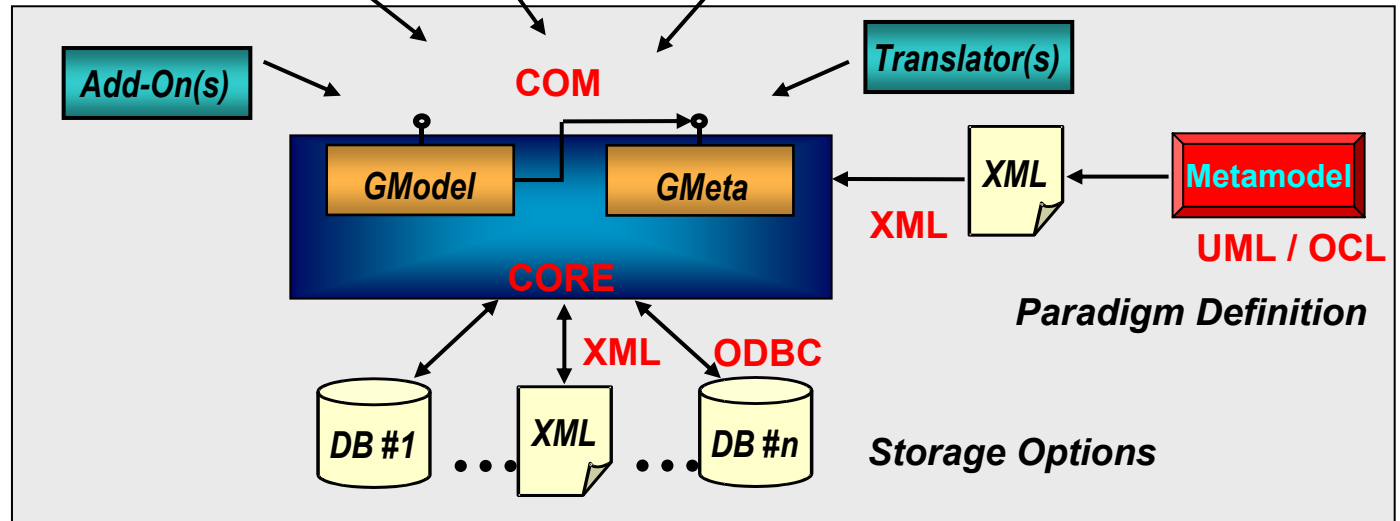 Add-On(s)
COM
Translator(s)
GModel
GMeta
XML
XML
Metamodel
UML / OCL
CORE
Paradigm Definition
XML
ODBC
DB #1
XML
DB #n
Storage Options